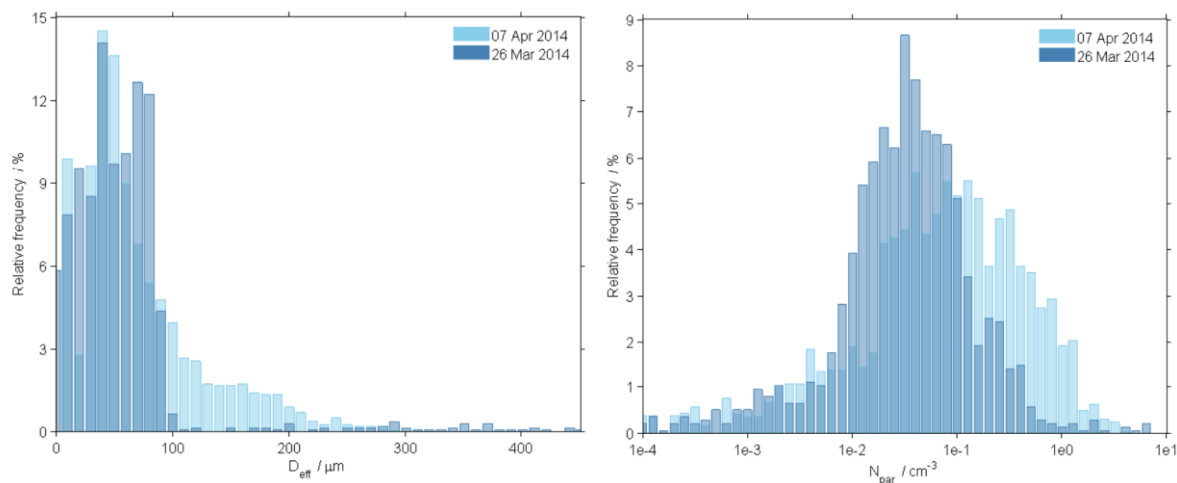 15
12
9
6
3
0
Relative frequency / %
07 Apr 2014
26 Mar 2014
0 100 200 300 400
D_eff / μm
9
8
7
6
5
4
3
2
1
0
Relative frequency / %
07 Apr 2014
26 Mar 2014
1e-4 1e-3 1e-2 1e-1 1e0 1e1
N_par / cm⁻³